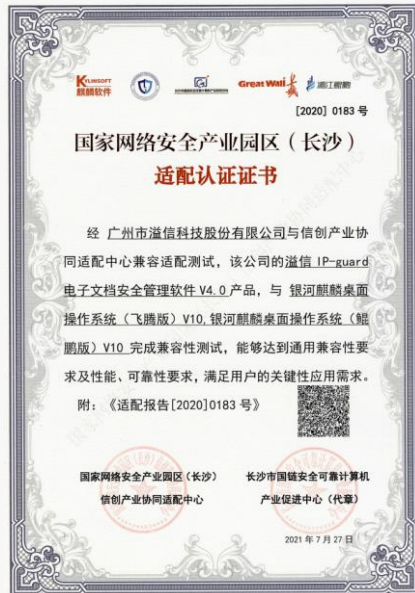 KYLINSOFT
麒麟软件
Great Wall
[2020] 0183 号
国家网络安全产业园区（长沙）
适配认证证书
经 广州市溢信科技股份有限公司与信创产业协
同适配中心兼容适配测试，该公司的溢信 IP-guard
电子文档安全管理软件 V4.0 产品，与 银河麒麟桌面
操作系统（飞腾版）V10,银河麒麟桌面操作系统（鲲
鹏版）V10 完成兼容性测试，能够达到通用兼容性要
求及性能、可靠性要求，满足用户的关键性应用需求。
附：《适配报告[2020]0183 号》
国家网络安全产业园区（长沙）
信创产业协同适配中心
长沙市国链安全可靠计算机
产业促进中心（代章）
2021 年 7 月 27 日